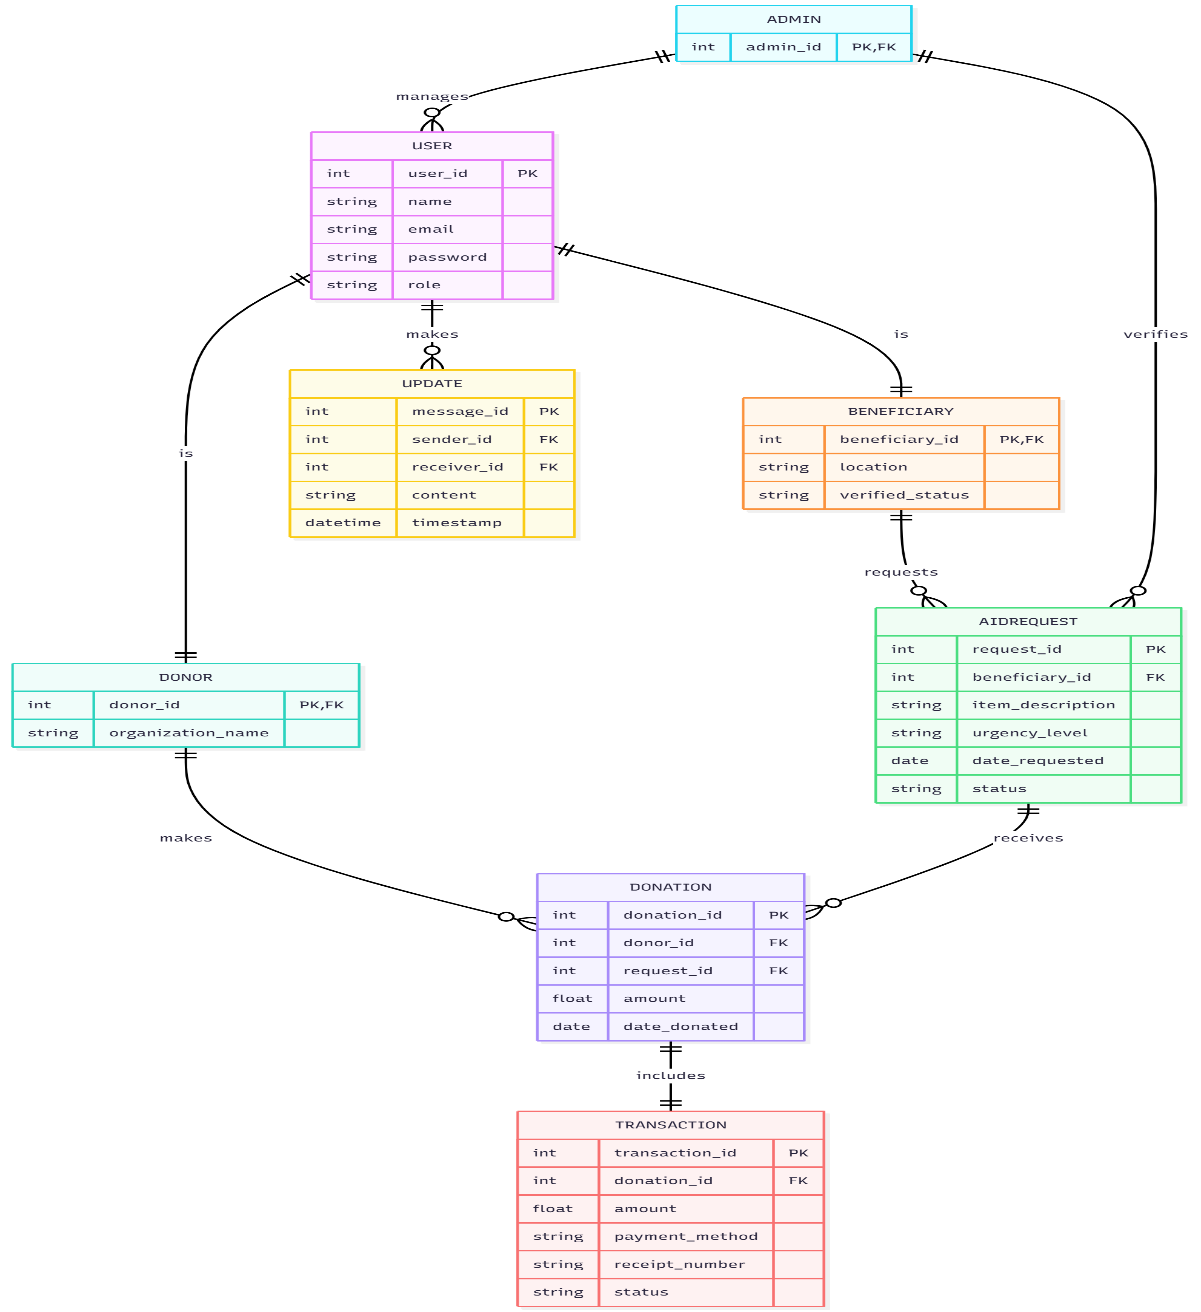 ADMIN
int admin_id PK,FK
manages
USER
int user_id PK
string name
string email
string password
string role
makes
is
verifies
UPDATE
int message_id PK
int sender_id FK
int receiver_id FK
string content
datetime timestamp
BENEFICIARY
int beneficiary_id PK,FK
string location
string verified_status
is
requests
AIDREQUEST
int request_id PK
int beneficiary_id FK
string item_description
string urgency_level
date date_requested
string status
DONOR
int donor_id PK,FK
string organization_name
makes
receives
DONATION
int donation_id PK
int donor_id FK
int request_id FK
float amount
date date_donated
includes
TRANSACTION
int transaction_id PK
int donation_id FK
float amount
string payment_method
string receipt_number
string status